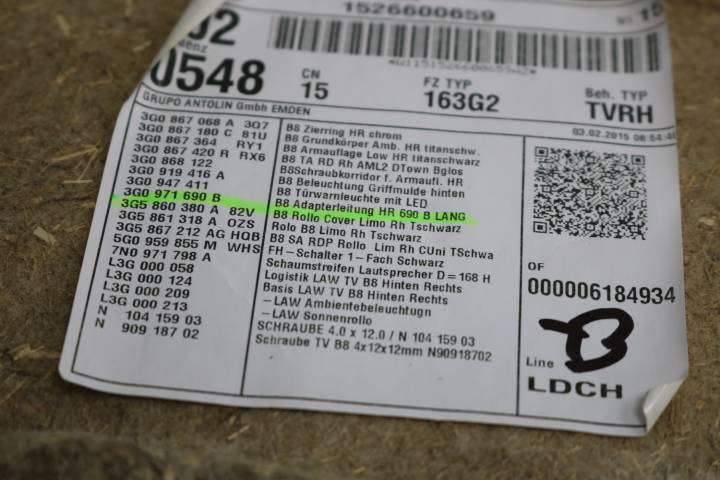 1526600659
02
0548
CN
15
FZ TYP
163G2
Beh. TYP
TVRH
GRUPO ANTOLIN GmbH EMDEN
03.02.2015
3G0 867 068 A 3Q7 B8 Zierring HR chrom
3G0 867 180 C 81U B8 Grundkörper Amb. HR titanschw.
3G0 867 364 RY1 B8 Armauflage Low HR titanschwarz
3G0 867 420 R RX6 B8 TA RD Rh AML2 DTown Bglos
3G0 868 122 B8Schraubkorridor f. Armaufl. HR
3G0 919 416 A B8 Beleuchtung Griffmulde hinten
3G0 947 411 B8 Türwarnleuchte mit LED
3G0 971 690 B B8 Adapterleitung HR 690 B LANG
3G5 860 380 A 82V B8 Rollo Cover Limo Rh Tschwarz
3G5 861 318 A OZS Rolo B8 Limo Rh Tschwarz
3G5 867 212 AG HQB B8 SA RDP Rollo Lim Rh CUni TSchwa
5G0 959 855 M WHS FH-Schalter 1-Fach Schwarz
7N0 971 798 A Schaumstreifen Lautsprecher D=168 H
L3G 000 058 Logistik LAW TV B8 Hinten Rechts
L3G 000 124 Basis LAW TV B8 Hinten Rechts
L3G 000 209 -LAW Ambientebeleuchtugn
L3G 000 213 -LAW Sonnenrollo
N 104 159 03 SCHRAUBE 4.0 x 12.0 / N 104 159 03
N 909 187 02 Schraube TV B8 4x12x12mm N90918702
OF
000006184934
Line
LDCH